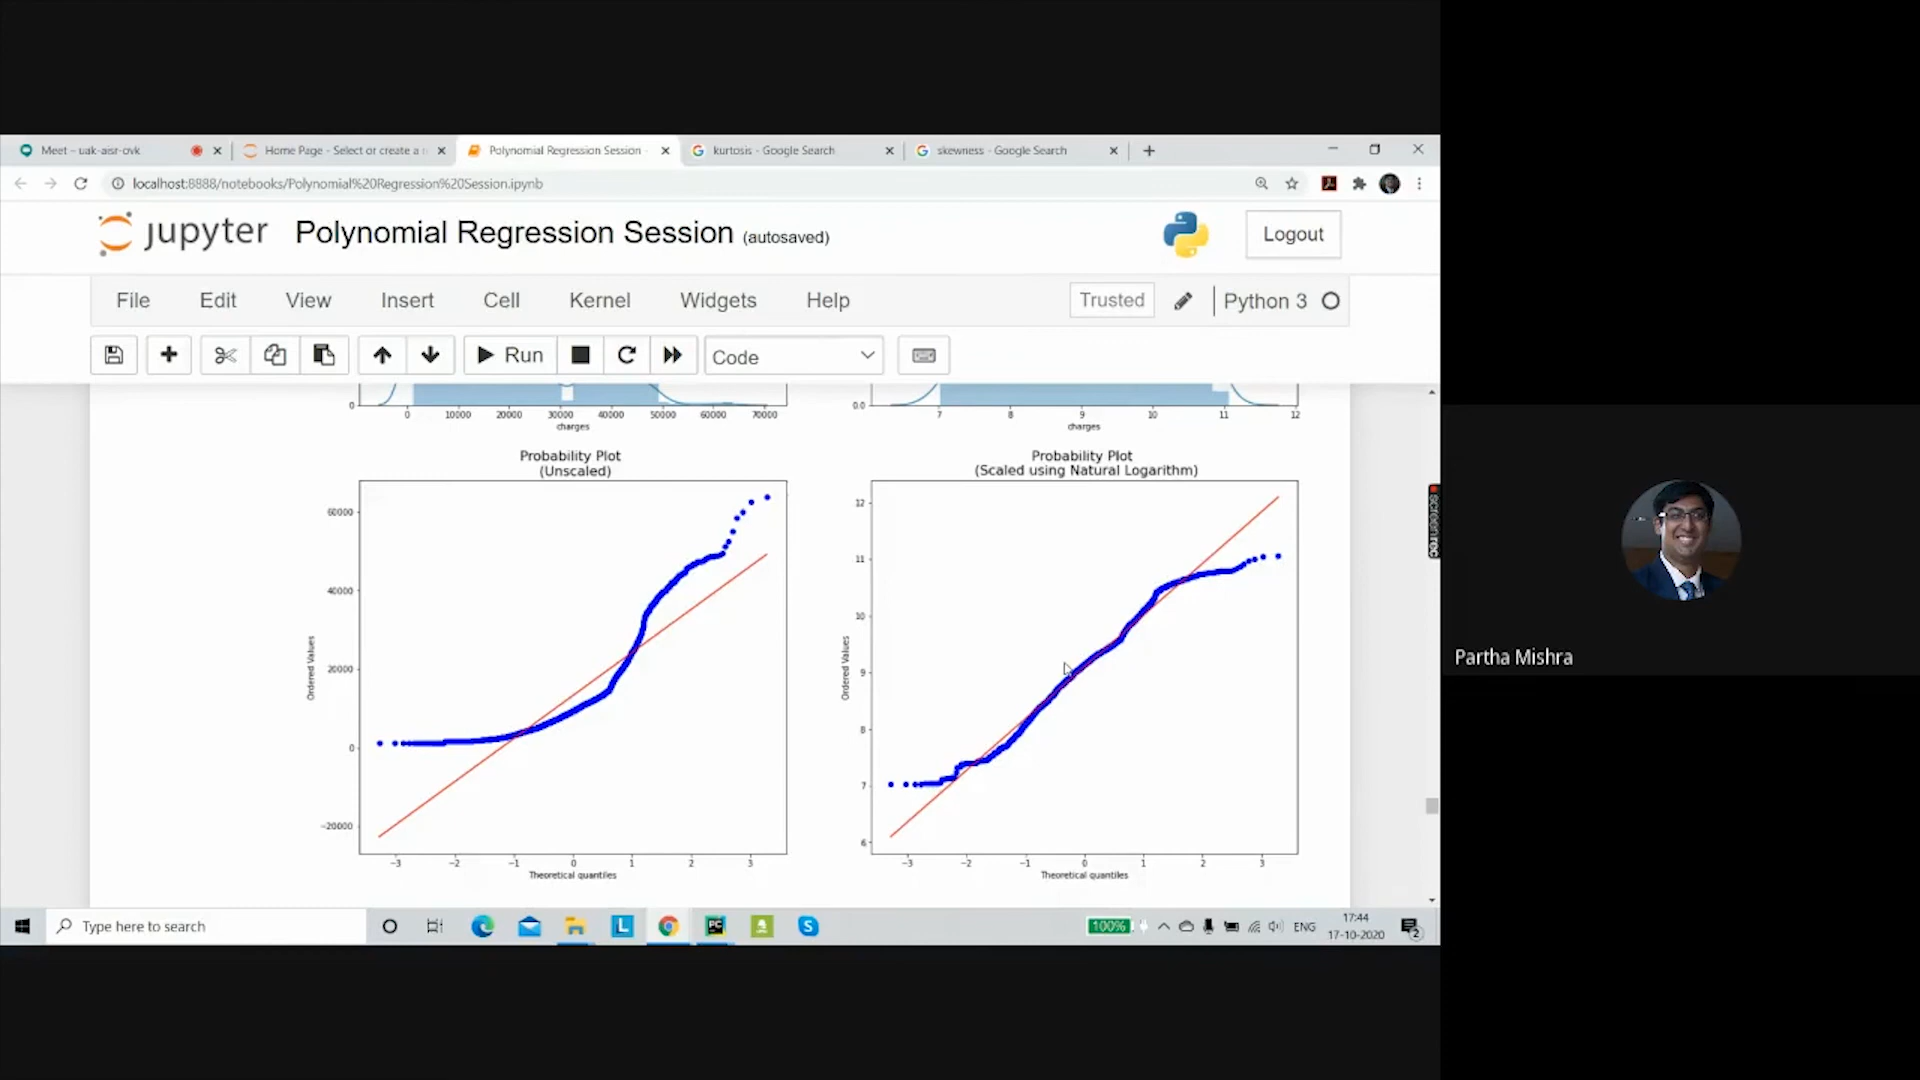 Meet – uak-aisr-ovk
Home Page - Select or create a n
Polynomial Regression Session -
kurtosis - Google Search
skewness - Google Search
localhost:8888/notebooks/Polynomial%20Regression%20Session.ipynb
jupyter Polynomial Regression Session (autosaved)
Logout
File Edit View Insert Cell Kernel Widgets Help
Trusted
Python 3
Run
Code
0
0 10000 20000 30000 40000 50000 60000 70000
charges
0.0
7 8 9 10 11 12
charges
Probability Plot
(Unscaled)
60000
40000
20000
0
−20000
Ordered Values
−3 −2 −1 0 1 2 3
Theoretical quantiles
Probability Plot
(Scaled using Natural Logarithm)
12
11
10
9
8
7
6
Ordered Values
−3 −2 −1 0 1 2 3
Theoretical quantiles
screenrec
Partha Mishra
Type here to search
L
PC
S
100%
ENG
17:44
17-10-2020
2